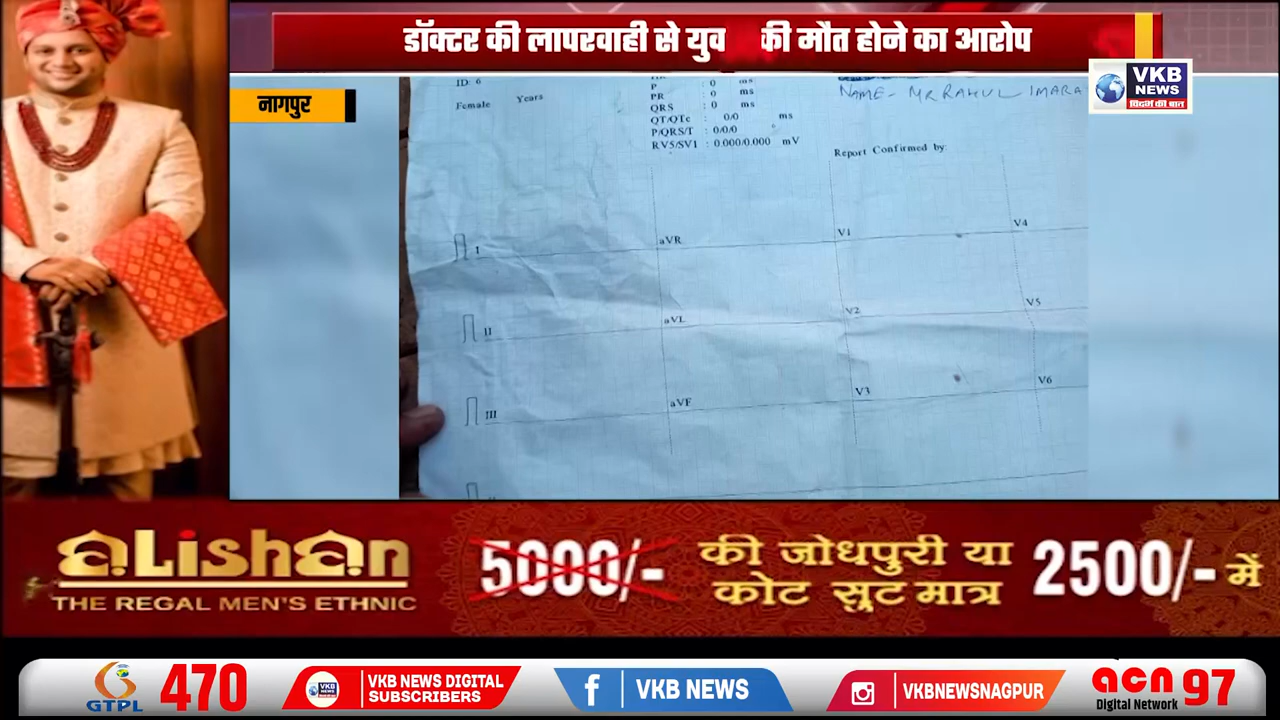 डॉक्टर की लापरवाही से युव की मौत होने का आरोप
नागपुर
VKB
NEWS
विदर्भ की बात
ID: 6
Female Years
P : 0 ms
PR : 0 ms
QRS : 0 ms
QT/QTc : 0/0 ms
P/QRS/T : 0/0/0
RV5/SV1 : 0.000/0.000 mV
NAME - MR RAHUL IMARA
Report Confirmed by:
I aVR V1 V4
II aVL V2 V5
III aVF V3 V6
aLishan
THE REGAL MEN'S ETHNIC
5000/- की जोधपुरी या
कोट सूट मात्र 2500/- में
GTPL 470
VKB NEWS DIGITAL
SUBSCRIBERS
VKB NEWS
VKBNEWSNAGPUR
acn 97
Digital Network